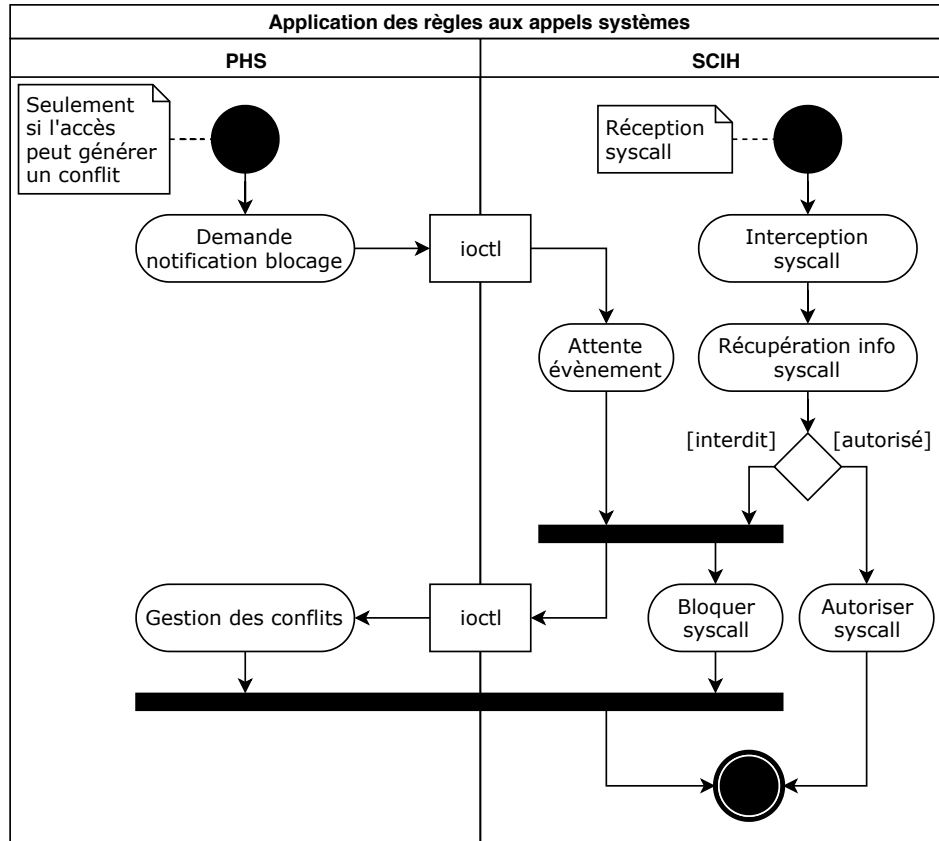 Application des règles aux appels systèmes
PHS
SCIH
Seulement
si l'accès
peut générer
un conflit
Réception
syscall
Demande
notification blocage
ioctl
Interception
syscall
Attente
évènement
Récupération info
syscall
[interdit]
[autorisé]
Gestion des conflits
ioctl
Bloquer
syscall
Autoriser
syscall